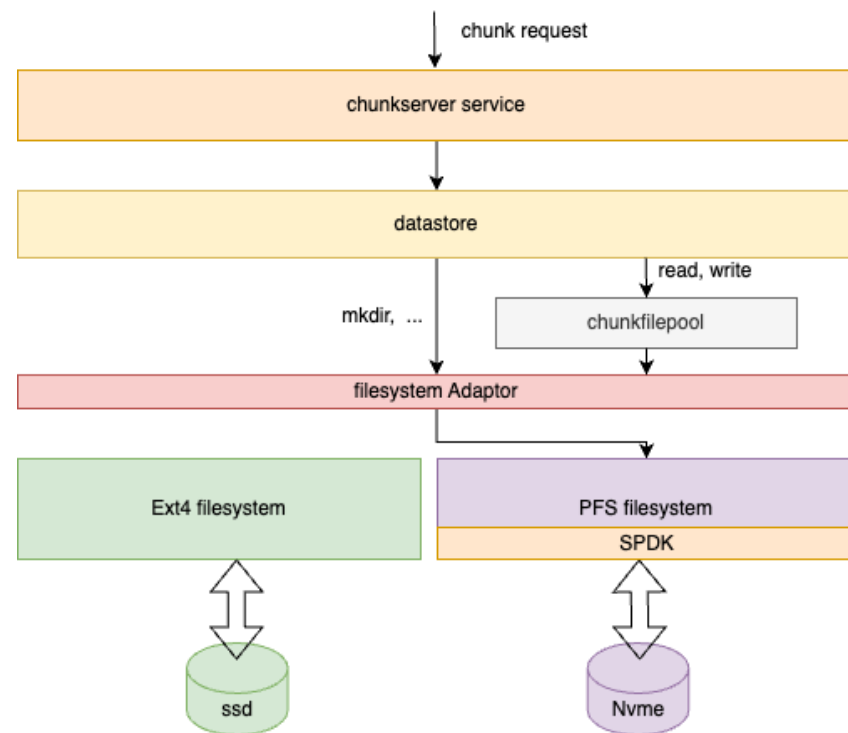 chunk request
chunkserver service
datastore
read, write
mkdir, ...
chunkfilepool
filesystem Adaptor
Ext4 filesystem
PFS filesystem
SPDK
ssd
Nvme